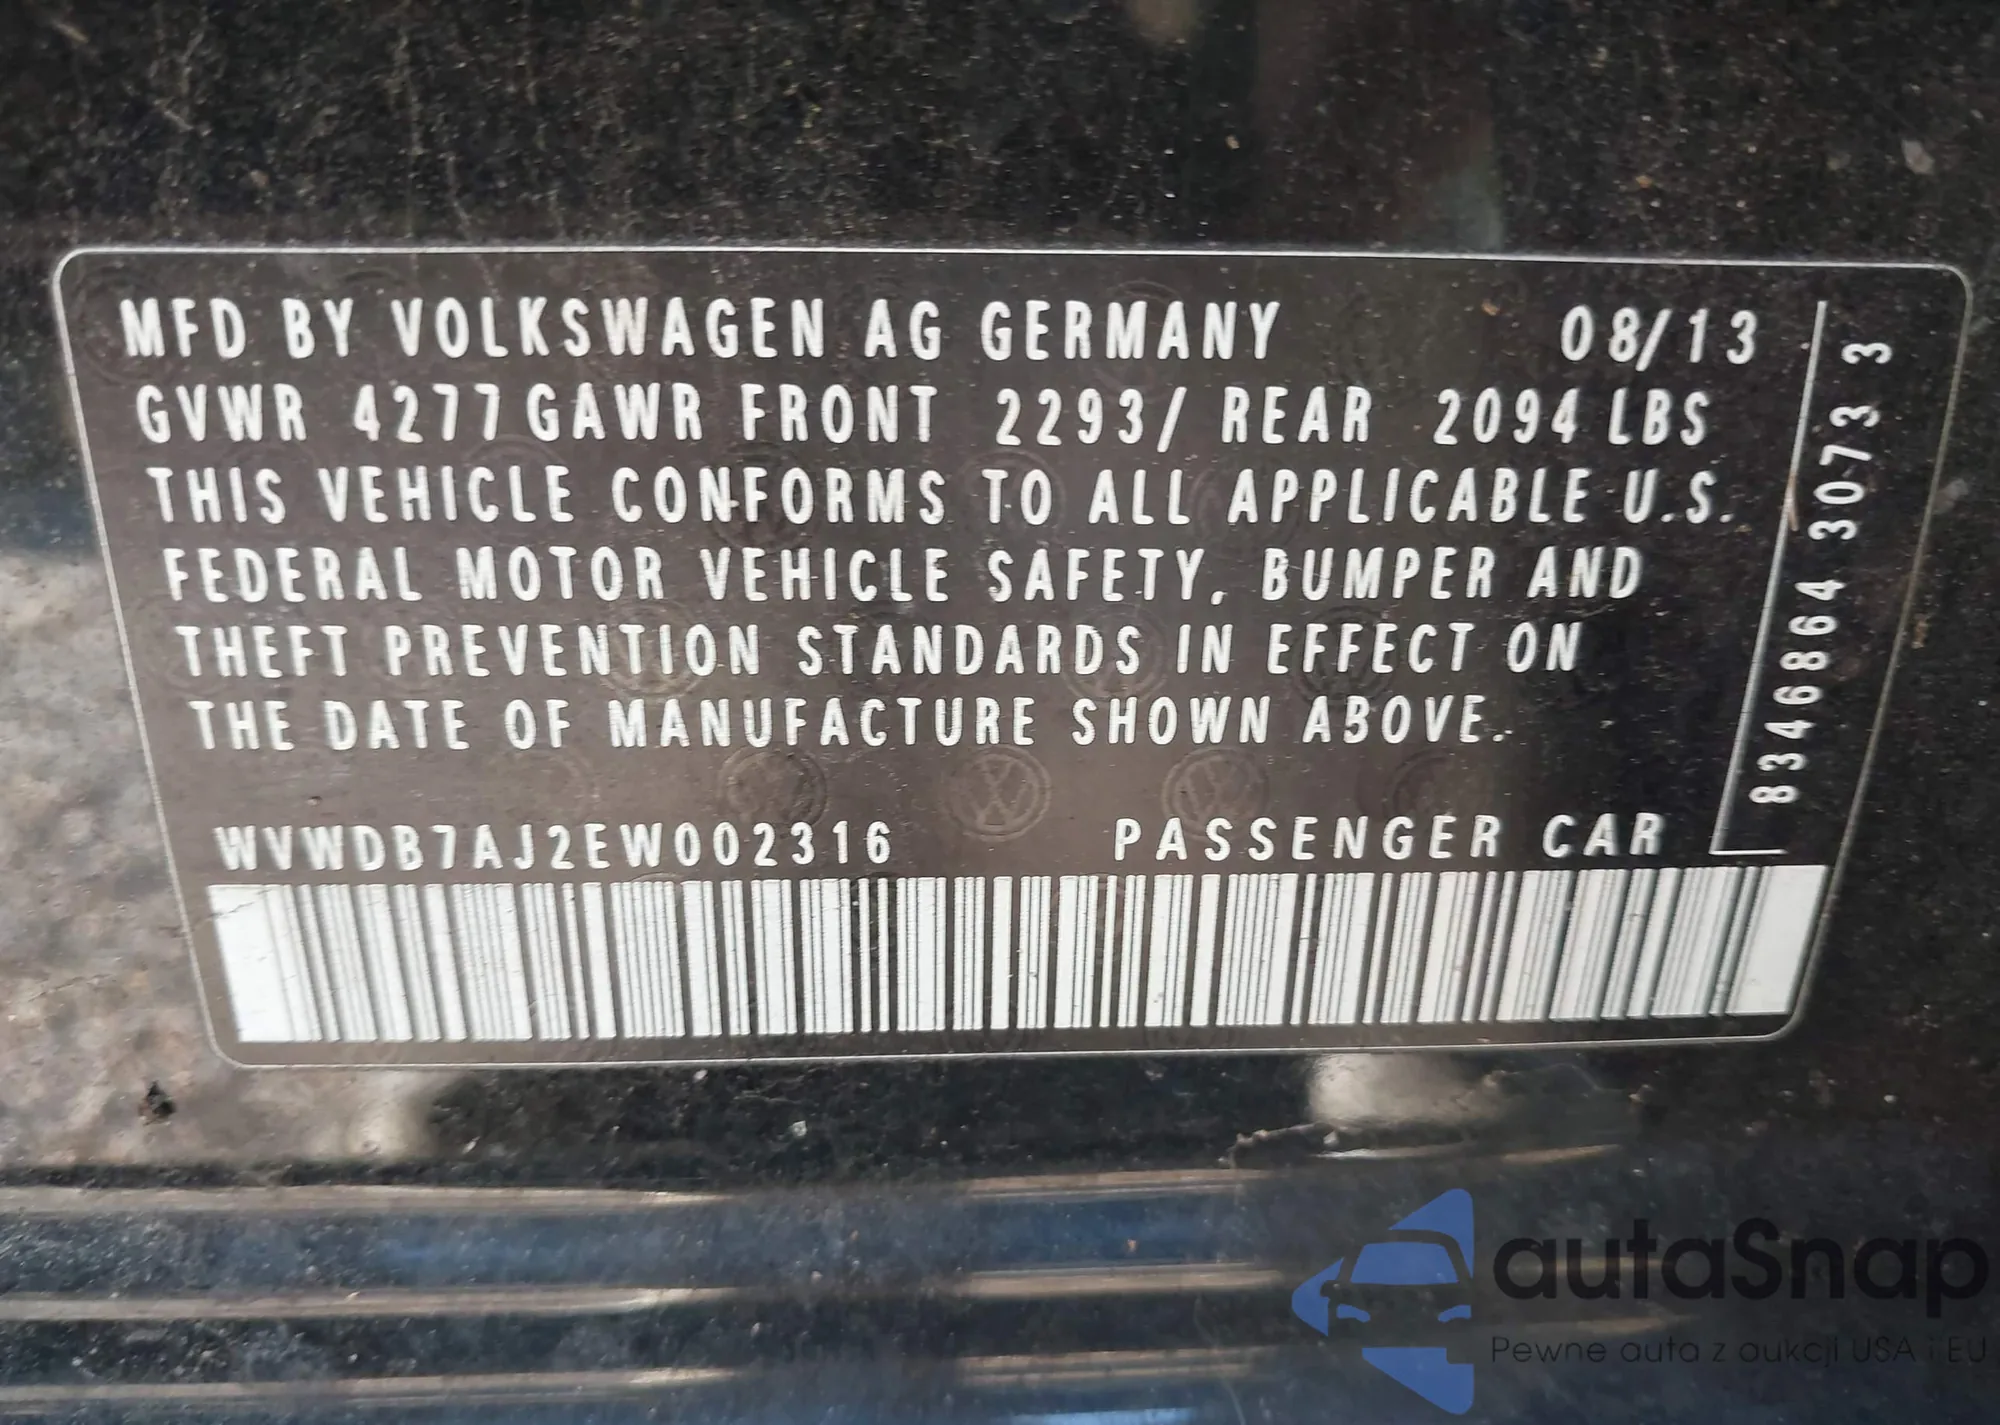 MFD BY VOLKSWAGEN AG GERMANY 08/13
GVWR 4277 GAWR FRONT 2293/ REAR 2094 LBS
THIS VEHICLE CONFORMS TO ALL APPLICABLE U.S.
FEDERAL MOTOR VEHICLE SAFETY, BUMPER AND
THEFT PREVENTION STANDARDS IN EFFECT ON
THE DATE OF MANUFACTURE SHOWN ABOVE.
WVWDB7AJ2EW002316 PASSENGER CAR
8346864 3073 3
autaSnap
Pewne auta z aukcji USA i EU